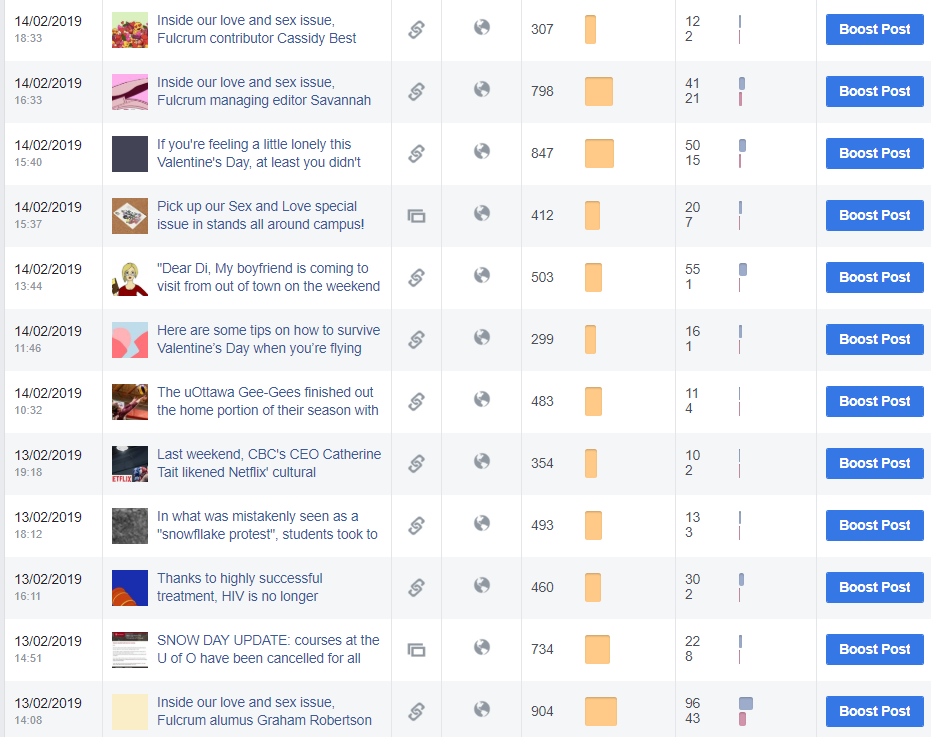 14/02/2019
18:33
Inside our love and sex issue,
Fulcrum contributor Cassidy Best
307
12
2
Boost Post
14/02/2019
16:33
Inside our love and sex issue,
Fulcrum managing editor Savannah
798
41
21
Boost Post
14/02/2019
15:40
If you're feeling a little lonely this
Valentine's Day, at least you didn't
847
50
15
Boost Post
14/02/2019
15:37
Pick up our Sex and Love special
issue in stands all around campus!
412
20
7
Boost Post
14/02/2019
13:44
"Dear Di, My boyfriend is coming to
visit from out of town on the weekend
503
55
1
Boost Post
14/02/2019
11:46
Here are some tips on how to survive
Valentine’s Day when you’re flying
299
16
1
Boost Post
14/02/2019
10:32
The uOttawa Gee-Gees finished out
the home portion of their season with
483
11
4
Boost Post
13/02/2019
19:18
ETFLIX
Last weekend, CBC's CEO Catherine
Tait likened Netflix' cultural
354
10
2
Boost Post
13/02/2019
18:12
In what was mistakenly seen as a
"snowfllake protest", students took to
493
13
3
Boost Post
13/02/2019
16:11
Thanks to highly successful
treatment, HIV is no longer
460
30
2
Boost Post
13/02/2019
14:51
SNOW DAY UPDATE: courses at the
U of O have been cancelled for all
734
22
8
Boost Post
13/02/2019
14:08
Inside our love and sex issue,
Fulcrum alumus Graham Robertson
904
96
43
Boost Post